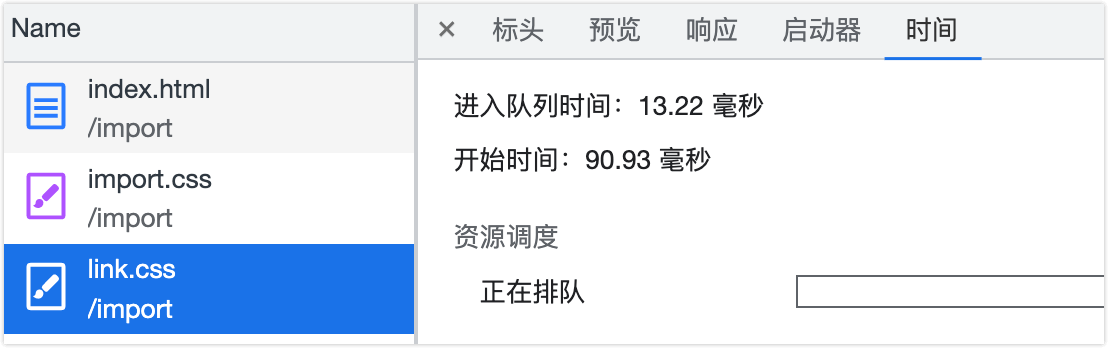 Name
index.html
/import
import.css
/import
link.css
/import
× 标头 预览 响应 启动器 时间
进入队列时间：13.22 毫秒
开始时间：90.93 毫秒
资源调度
正在排队